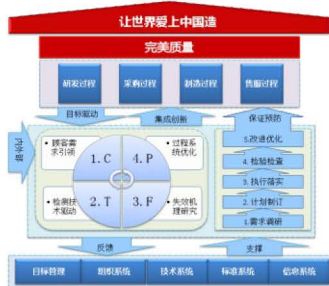 让世界爱上中国造
完美质量
研发过程 采购过程 制造过程 售服过程
目标驱动 集成创新 保证预防
内外部
顾客需求引领
1.C
4.P
过程系统优化
检测技术驱动
2.T
3.F
失效机理研究
5.改进优化
4.检验检查
3.执行落实
2.计划制订
1.需求调研
反馈 支撑
目标管理 组织系统 技术系统 标准系统 信息系统